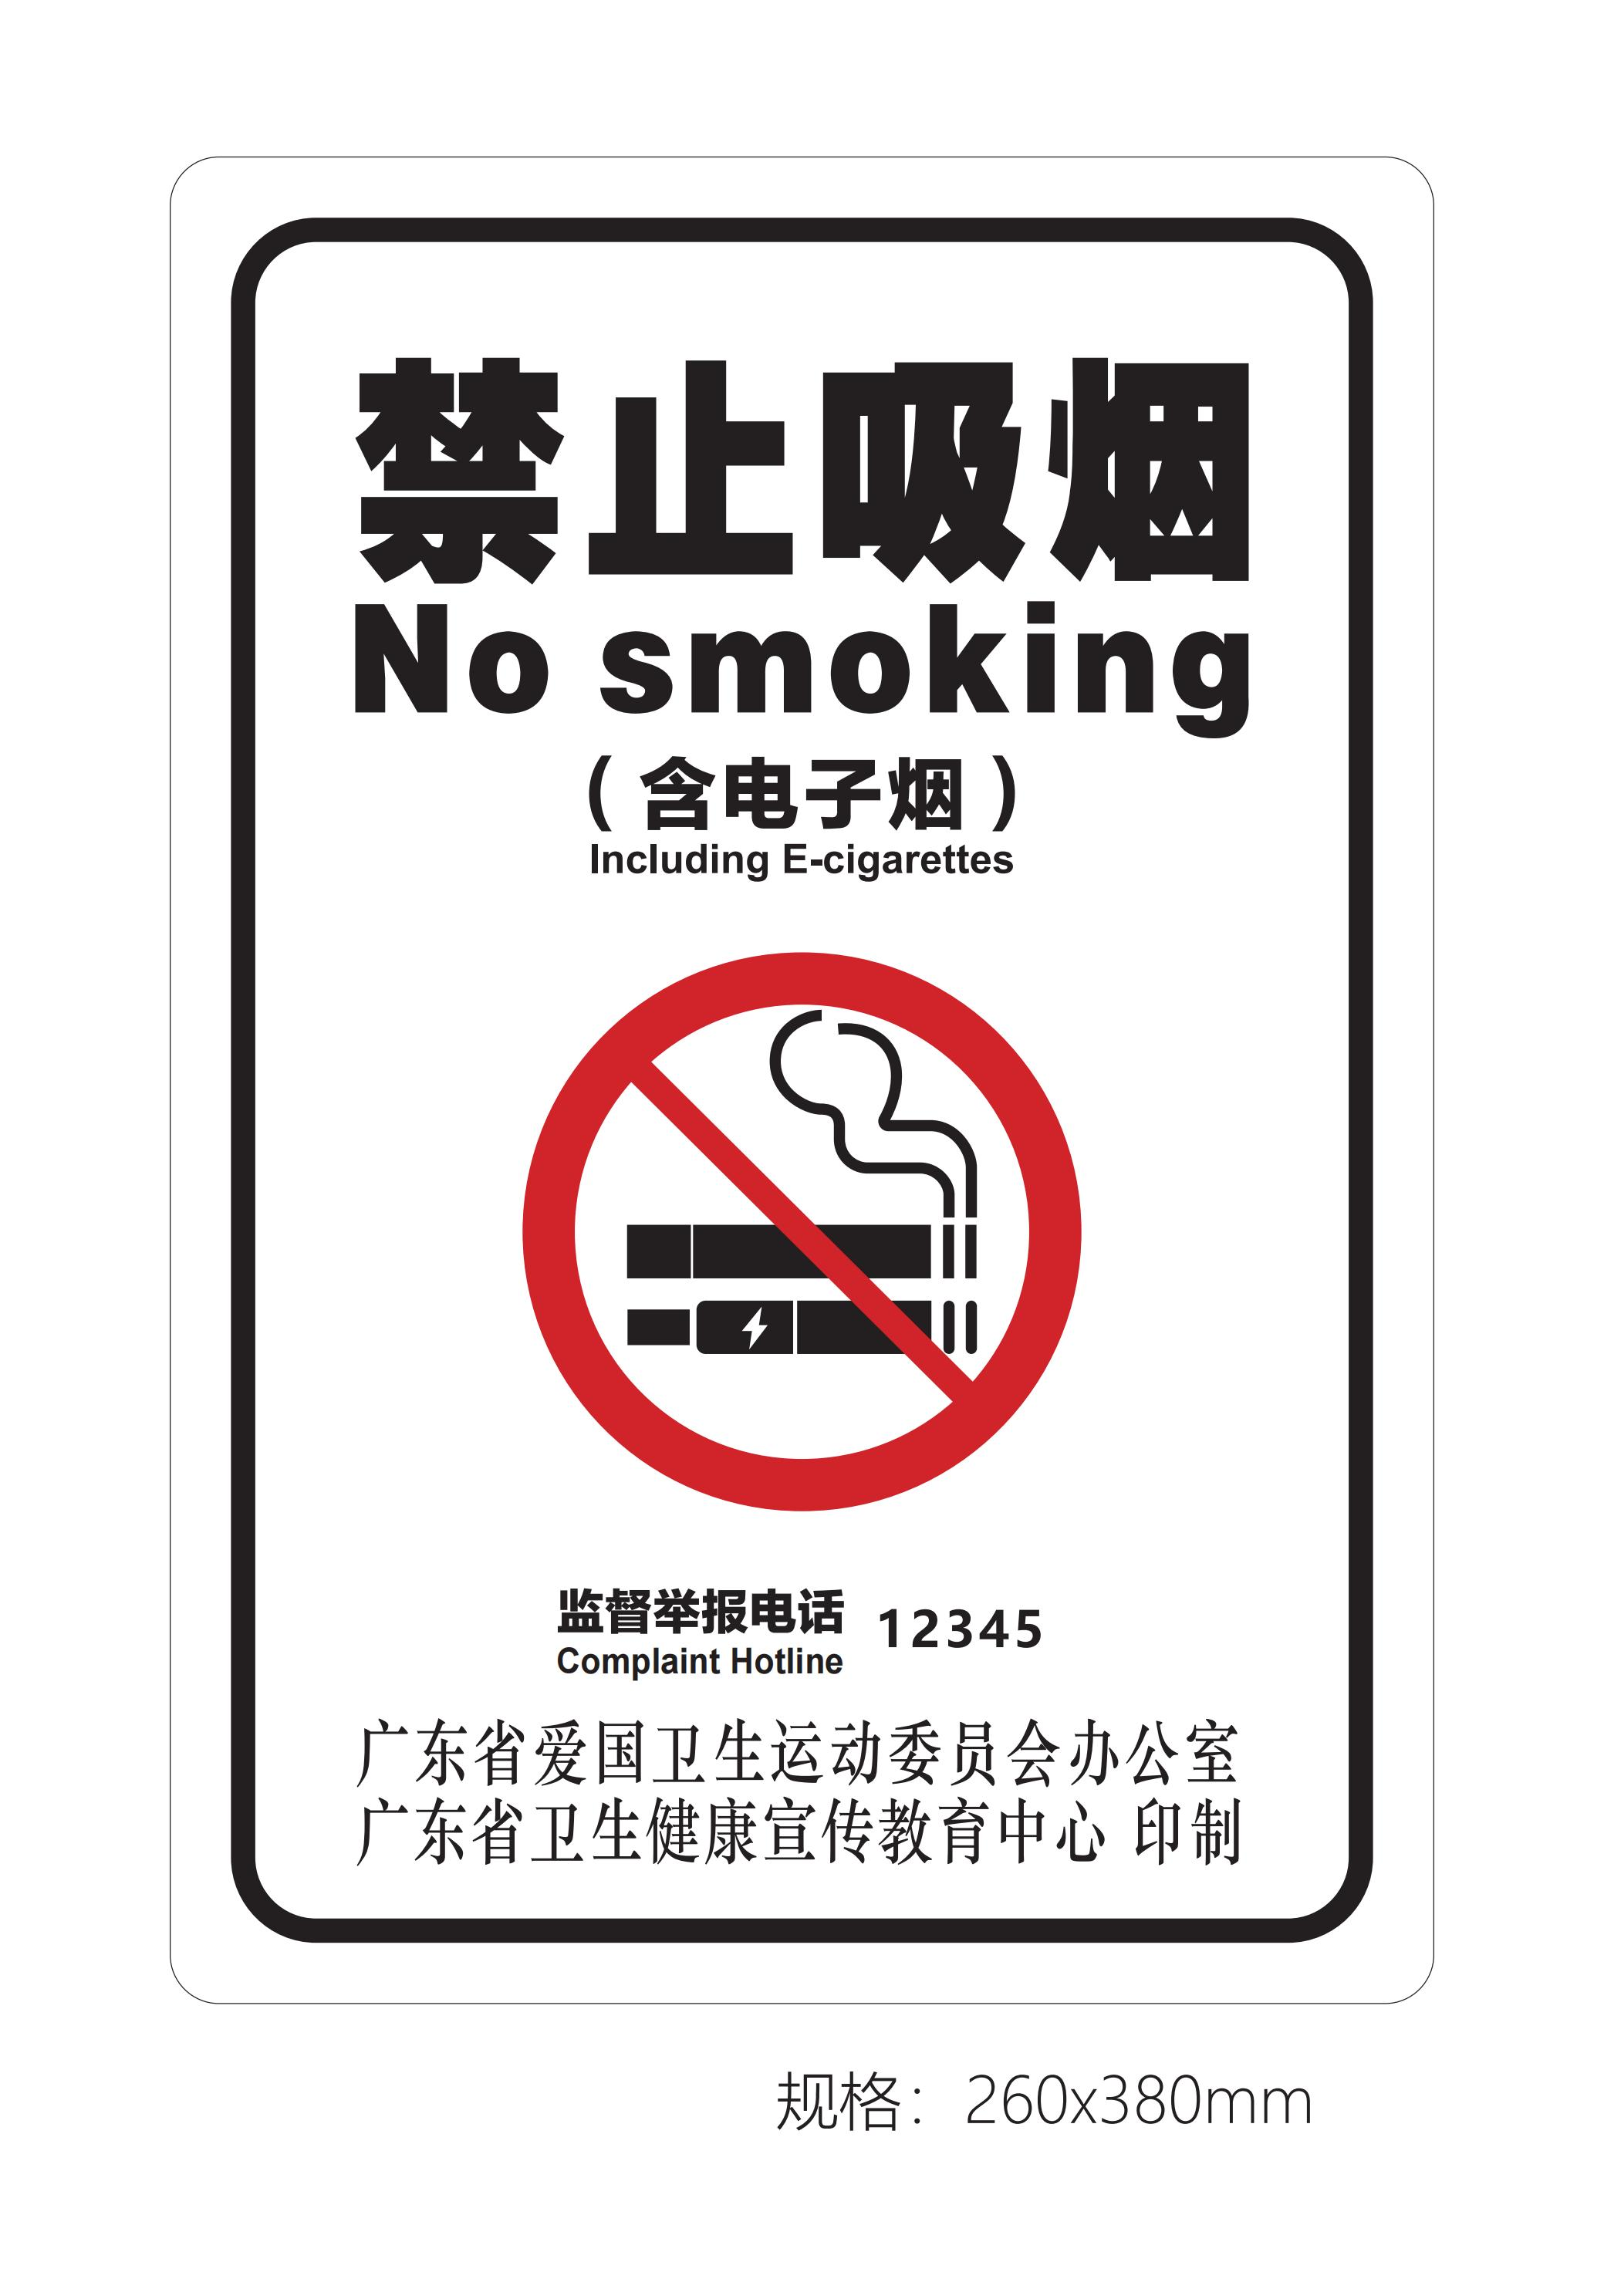 禁止吸烟
No smoking
（含电子烟）
Including E-cigarettes
监督举报电话 12345
Complaint Hotline
广东省爱国卫生运动委员会办公室
广东省卫生健康宣传教育中心 印制
规格：260x380mm